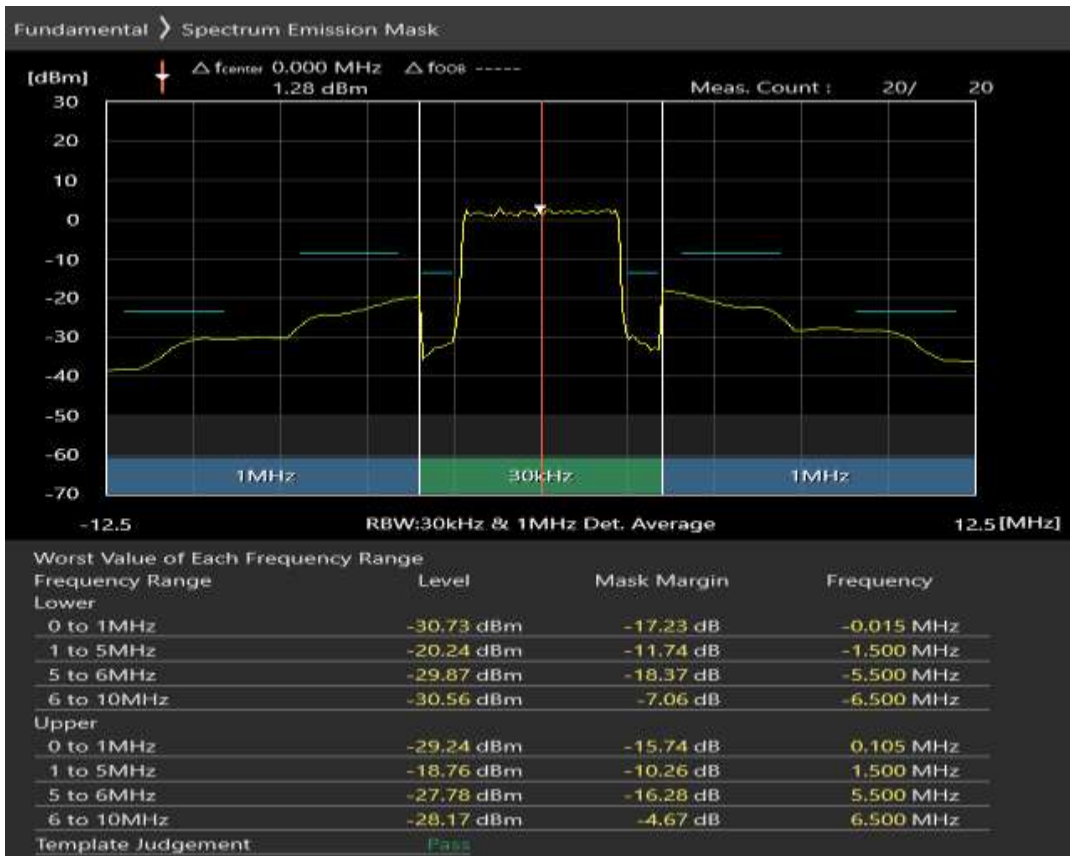 Fundamental ❯ Spectrum Emission Mask
△ fcenter 0.000 MHz △ fOOB -----
[dBm] 1.28 dBm Meas. Count : 20/ 20
30
20
10
0
-10
-20
-30
-40
-50
-60
1MHz 30kHz 1MHz
-70
-12.5 RBW:30kHz & 1MHz Det. Average 12.5 [MHz]
Worst Value of Each Frequency Range
Frequency Range Level Mask Margin Frequency
Lower
0 to 1MHz -30.73 dBm -17.23 dB -0.015 MHz
1 to 5MHz -20.24 dBm -11.74 dB -1.500 MHz
5 to 6MHz -29.87 dBm -18.37 dB -5.500 MHz
6 to 10MHz -30.56 dBm -7.06 dB -6.500 MHz
Upper
0 to 1MHz -29.24 dBm -15.74 dB 0.105 MHz
1 to 5MHz -18.76 dBm -10.26 dB 1.500 MHz
5 to 6MHz -27.78 dBm -16.28 dB 5.500 MHz
6 to 10MHz -28.17 dBm -4.67 dB 6.500 MHz
Template Judgement Pass